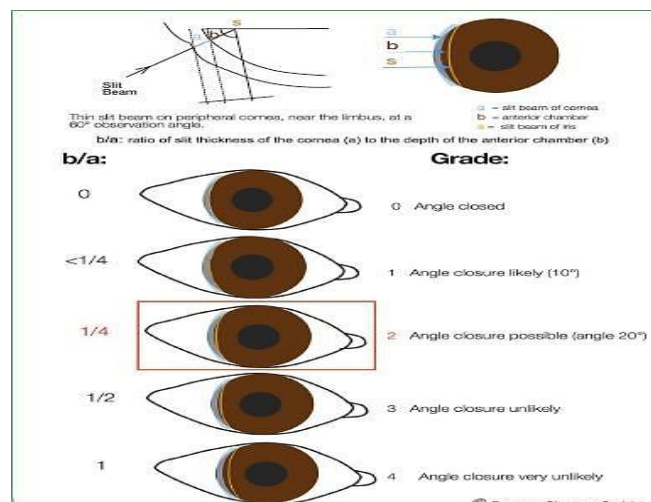 s
a b
Slit
Beam
a
b
s
Thin slit beam on peripheral cornea, near the limbus, at a
60° observation angle.
a = slit beam of cornea
b = anterior chamber
s = slit beam of iris
b/a: ratio of slit thickness of the cornea (a) to the depth of the anterior chamber (b)
b/a: Grade:
0 0 Angle closed
<1/4 1 Angle closure likely (10°)
1/4 2 Angle closure possible (angle 20°)
1/2 3 Angle closure unlikely
1 4 Angle closure very unlikely